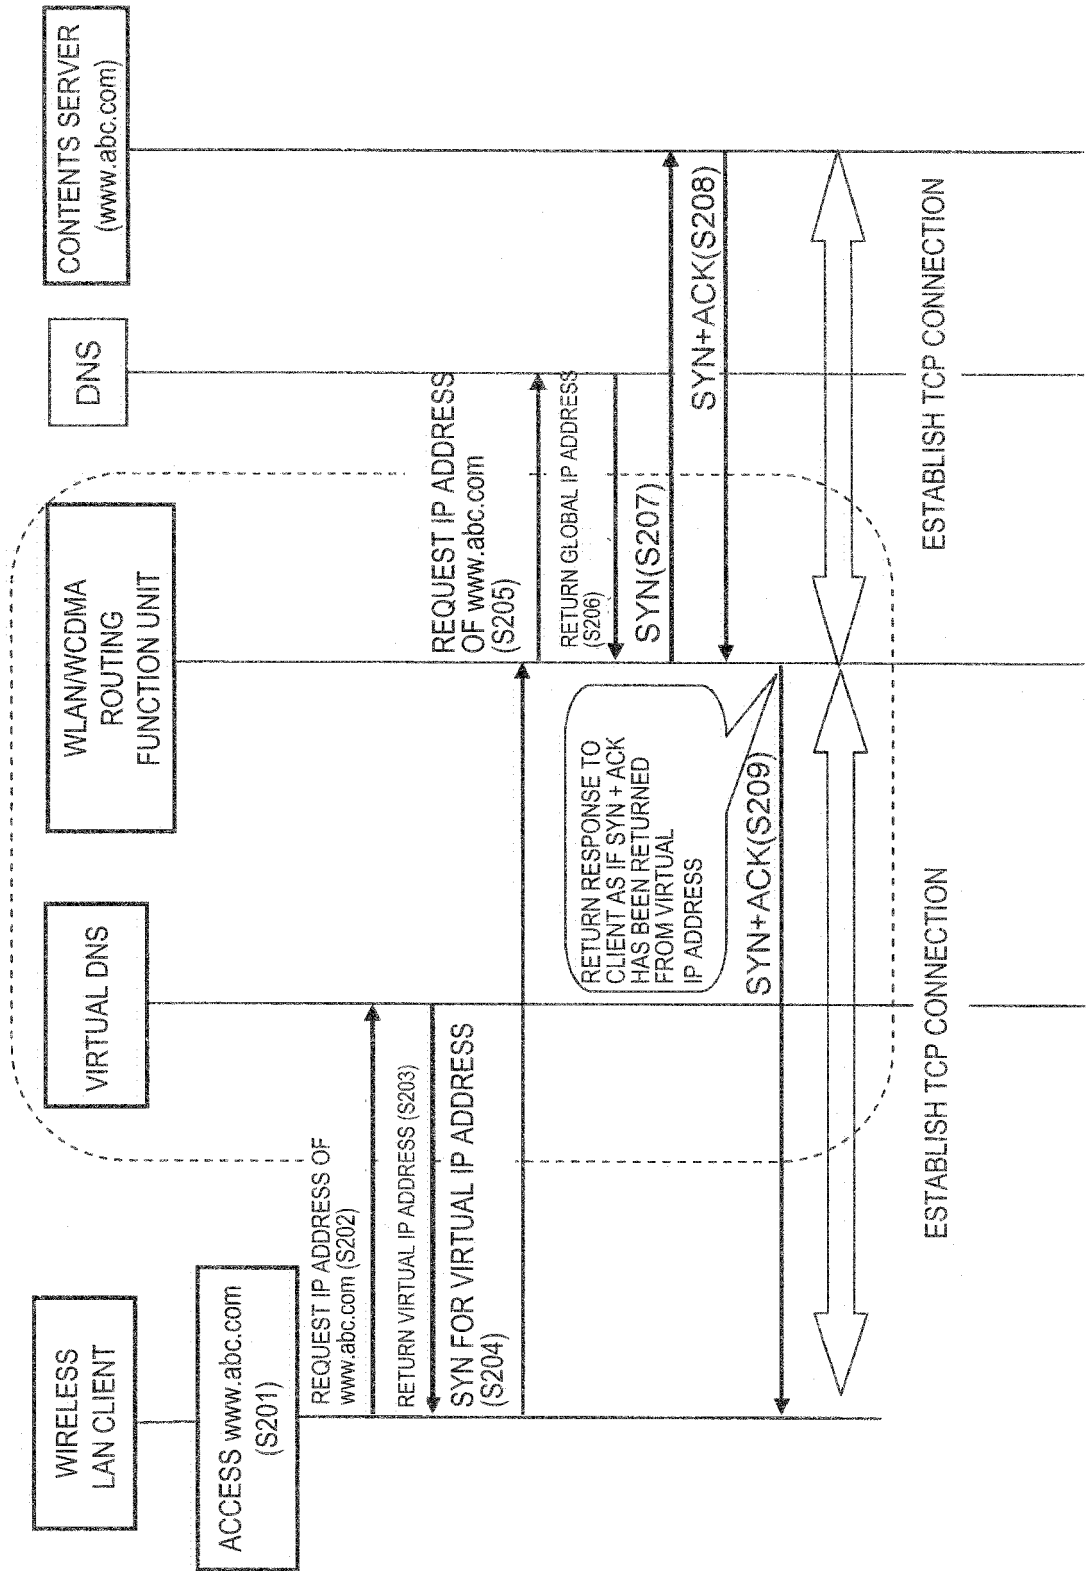 WIRELESS
LAN CLIENT
VIRTUAL DNS
WLAN/WCDMA
ROUTING
FUNCTION UNIT
DNS
CONTENTS SERVER
(www.abc.com)
ACCESS www.abc.com
(S201)
REQUEST IP ADDRESS OF
www.abc.com (S202)
RETURN VIRTUAL IP ADDRESS (S203)
SYN FOR VIRTUAL IP ADDRESS
(S204)
REQUEST IP ADDRESS
OF www.abc.com
(S205)
RETURN GLOBAL IP ADDRESS
(S206)
SYN(S207)
SYN+ACK(S208)
RETURN RESPONSE TO
CLIENT AS IF SYN + ACK
HAS BEEN RETURNED
FROM VIRTUAL
IP ADDRESS
SYN+ACK(S209)
ESTABLISH TCP CONNECTION
ESTABLISH TCP CONNECTION